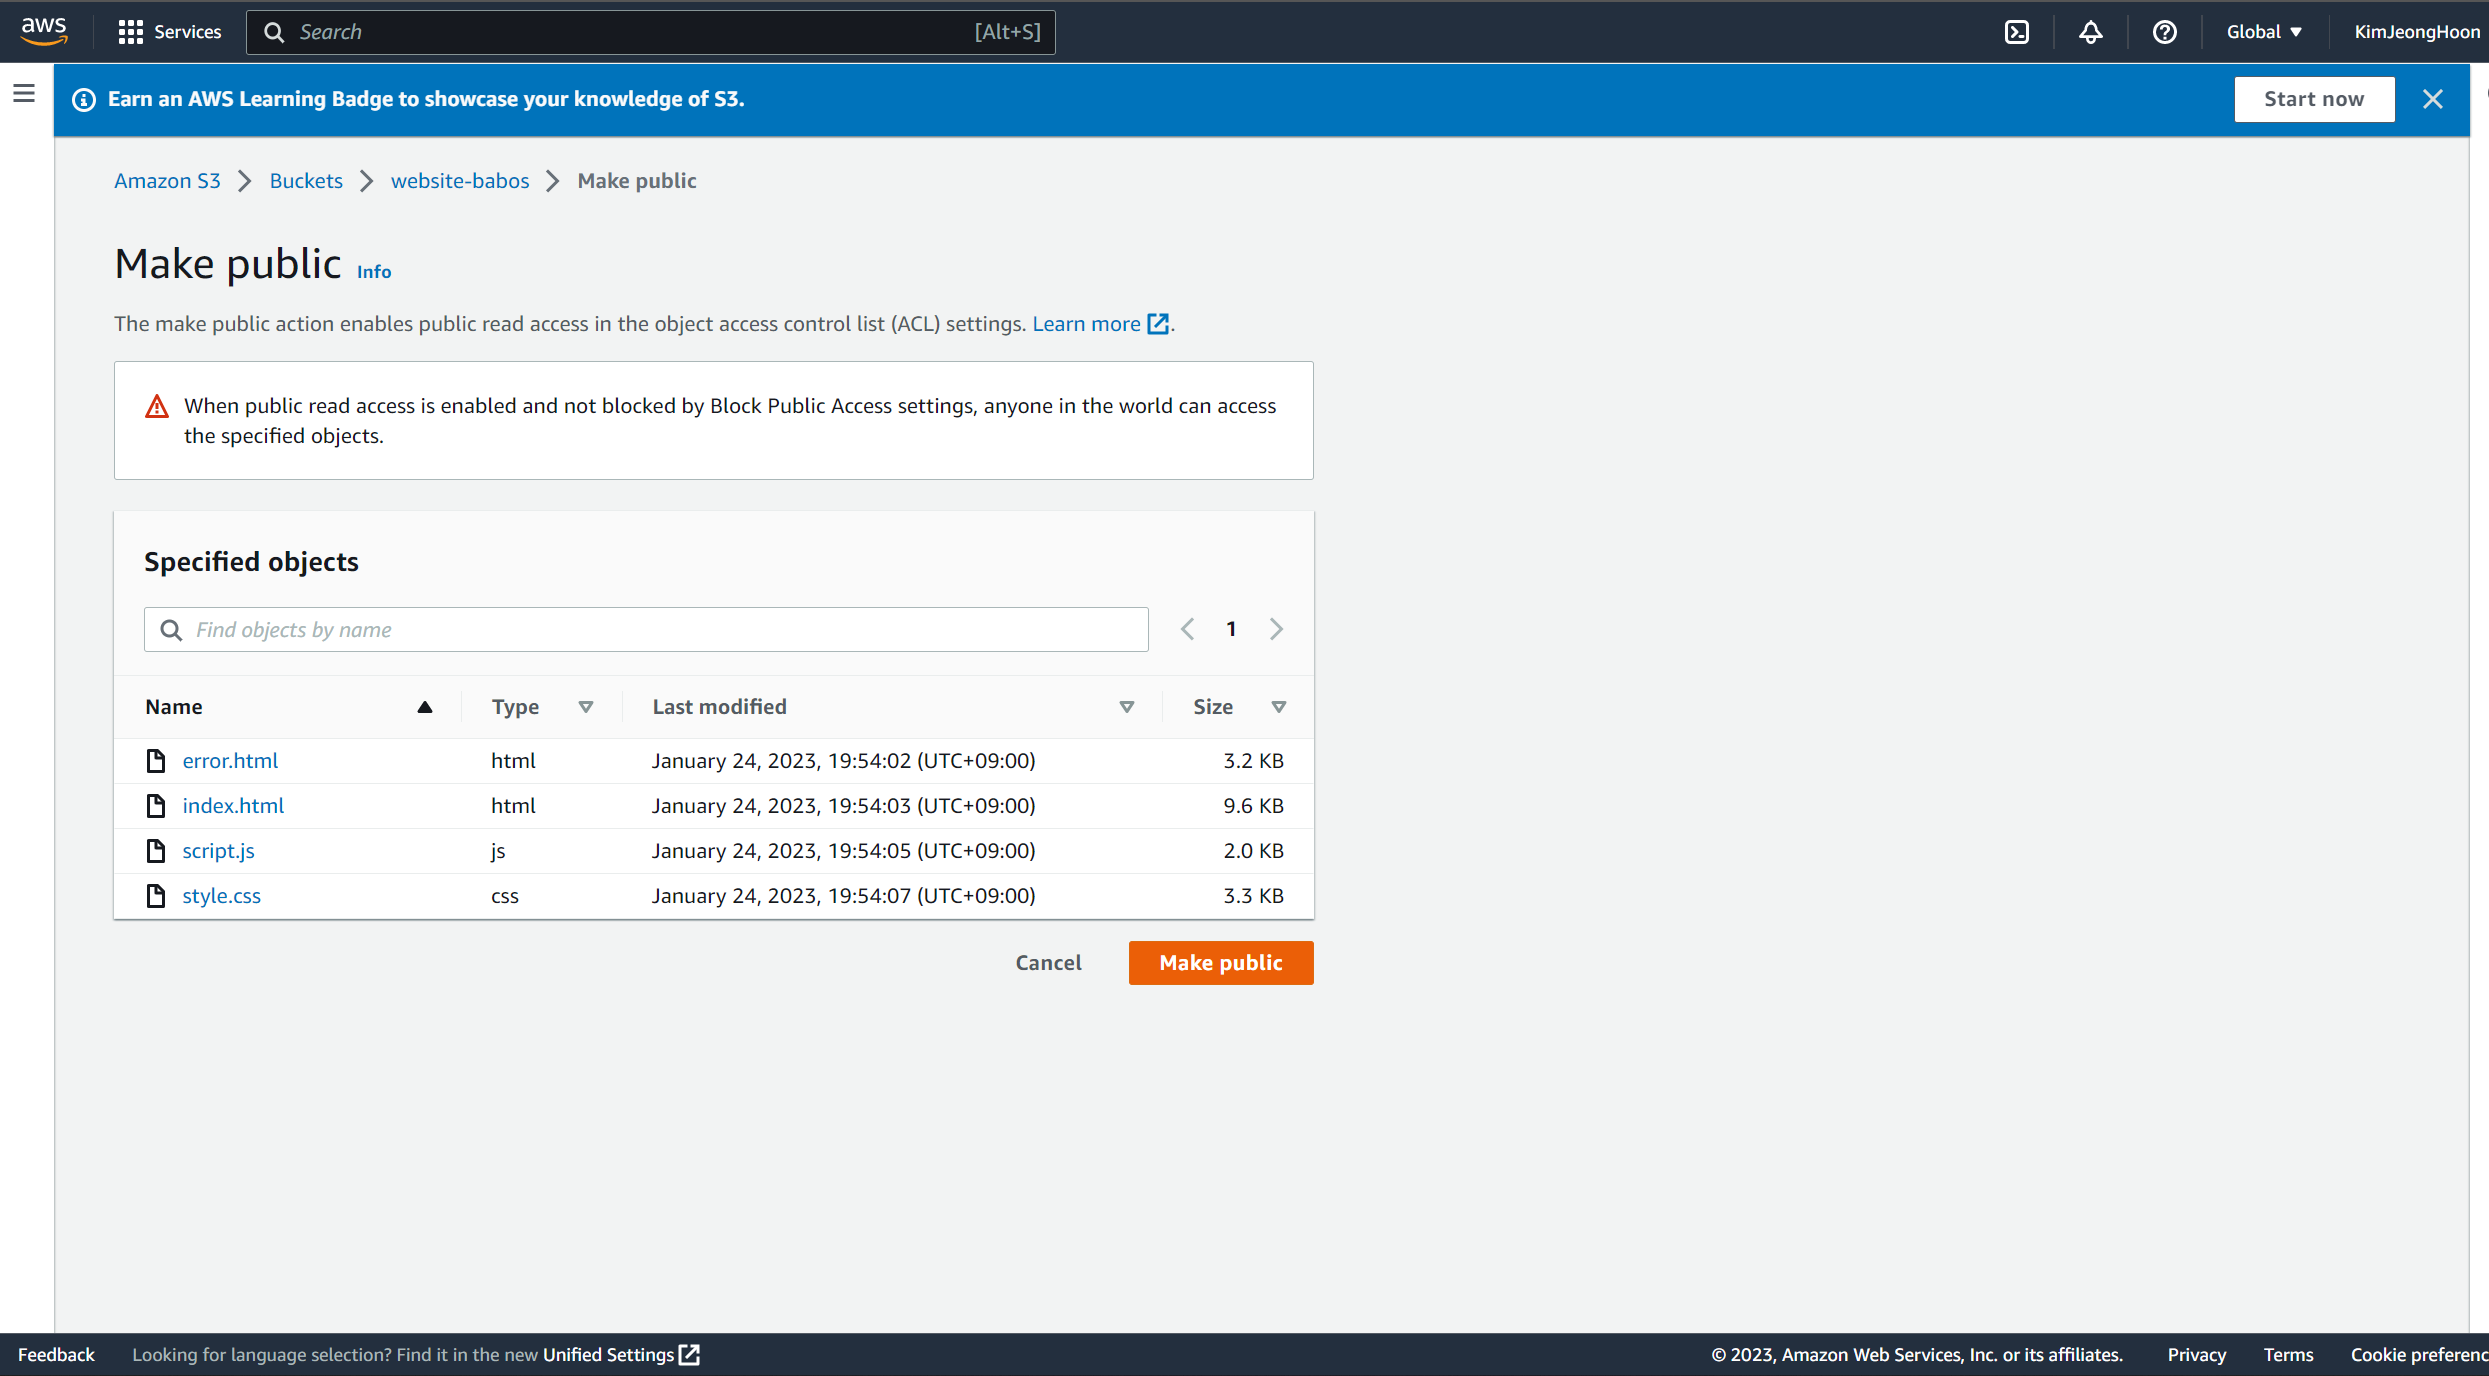 aws Services Search [Alt+S] Global KimJeongHoon
Earn an AWS Learning Badge to showcase your knowledge of S3. Start now
Amazon S3 Buckets website-babos Make public
Make public Info
The make public action enables public read access in the object access control list (ACL) settings. Learn more.
When public read access is enabled and not blocked by Block Public Access settings, anyone in the world can access
the specified objects.
Specified objects
Find objects by name 1
Name Type Last modified Size
error.html html January 24, 2023, 19:54:02 (UTC+09:00) 3.2 KB
index.html html January 24, 2023, 19:54:03 (UTC+09:00) 9.6 KB
script.js js January 24, 2023, 19:54:05 (UTC+09:00) 2.0 KB
style.css css January 24, 2023, 19:54:07 (UTC+09:00) 3.3 KB
Cancel Make public
Feedback Looking for language selection? Find it in the new Unified Settings © 2023, Amazon Web Services, Inc. or its affiliates. Privacy Terms Cookie preferenc